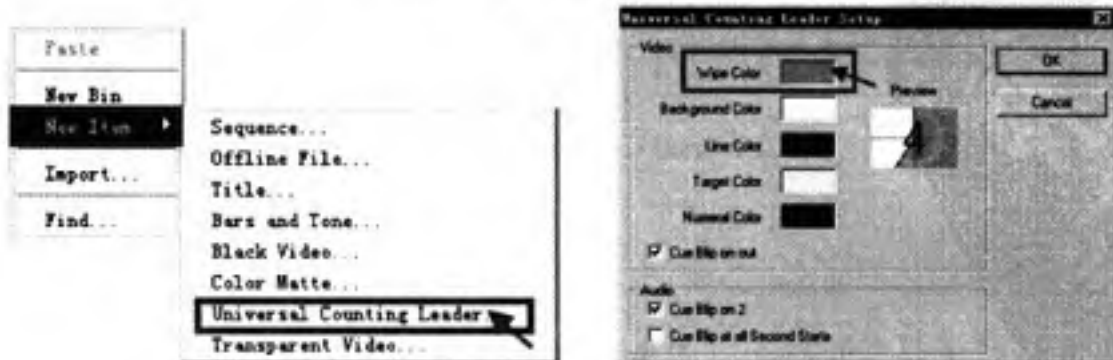 Paste
New Bin
New Item
Import...
Find...
Sequence...
Offline File...
Title...
Bars and Tone...
Black Video...
Color Matte...
Universal Counting Leader...
Transparent Video...
Universal Counting Leader Setup
Video
Wipe Color
Background Color
Line Color
Target Color
Numeral Color
Cue Blip on out
Preview
4
OK
Cancel
Audio
Cue Blip on 2
Cue Blip at all Second Starts